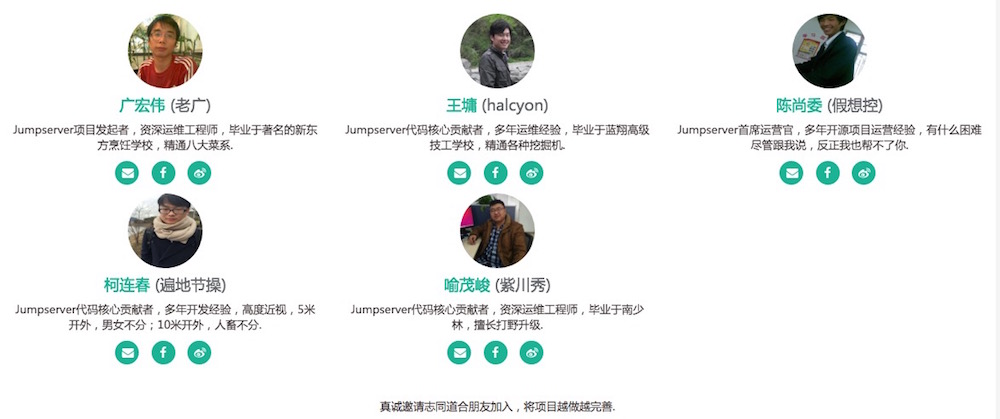 广宏伟 (老广)
Jumpserver项目发起者，资深运维工程师，毕业于著名的新东
方烹饪学校，精通八大菜系.
王墉 (halcyon)
Jumpserver代码核心贡献者，多年运维经验，毕业于蓝翔高级
技工学校，精通各种挖掘机.
陈尚委 (假想控)
Jumpserver首席运营官，多年开源项目运营经验，有什么困难
尽管跟我说，反正我也帮不了你.
柯连春 (遍地节操)
Jumpserver代码核心贡献者，多年开发经验，高度近视，5米
开外，男女不分；10米开外，人畜不分.
喻茂峻 (紫川秀)
Jumpserver代码核心贡献者，资深运维工程师，毕业于南少
林，擅长打野升级.
真诚邀请志同道合朋友加入，将项目越做越完善.